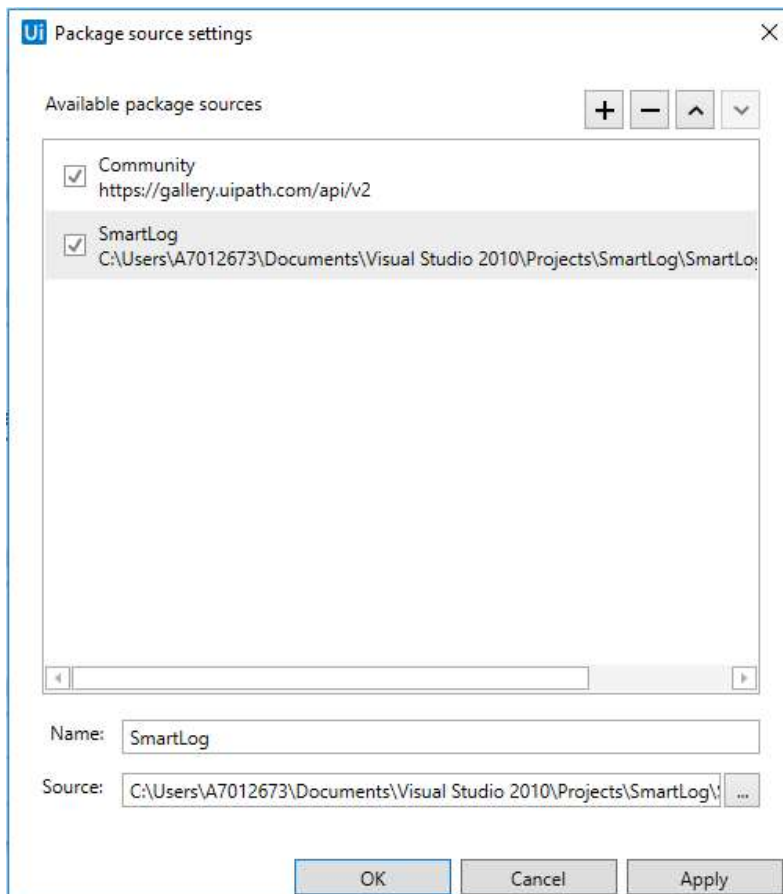 Ui Package source settings
Available package sources
Community
https://gallery.uipath.com/api/v2
SmartLog
C:\Users\A7012673\Documents\Visual Studio 2010\Projects\SmartLog\SmartLog
Name: SmartLog
Source: C:\Users\A7012673\Documents\Visual Studio 2010\Projects\SmartLog\ ...
OK Cancel Apply